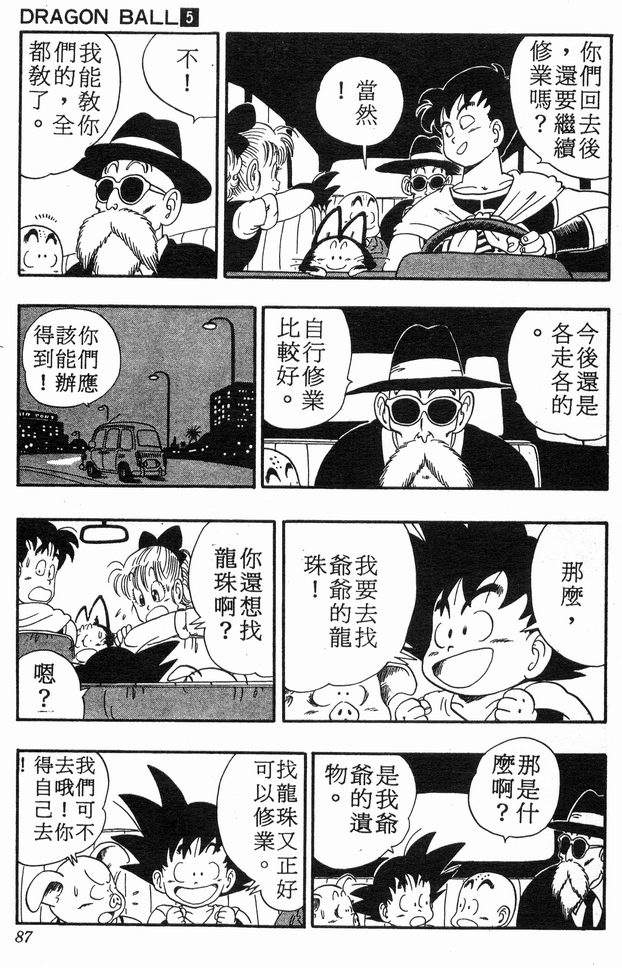 DRAGON BALL 5
你們回去後
，還要繼續
修業嗎？
當然
！
不！
我能教你
們的，全
都教了。
今後還是
各走各的
。
自行修業
比較好。
你們應
該能辦
得到！
那麼，
我要去找
爺爺的龍
珠！
你還想找
龍珠啊？
嗯？
那是什
麼啊？
是我爺
爺的遺
物。
找龍珠又正好
可以修業。
我們可不
去哦！你
得自己去
！
87